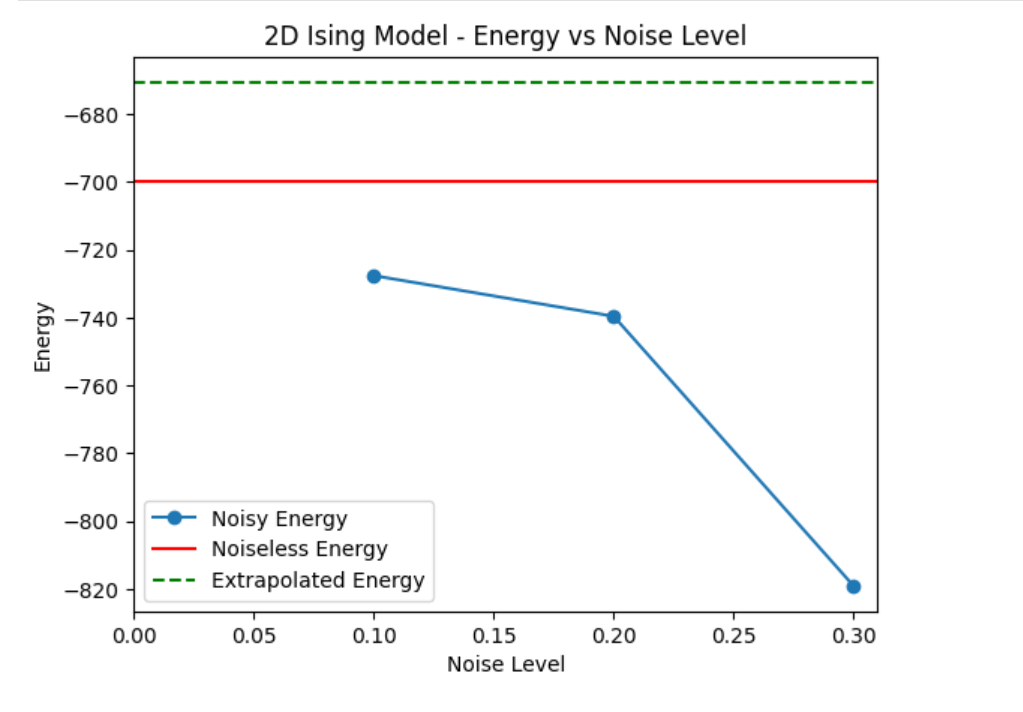 2D Ising Model - Energy vs Noise Level
−680
−700
−720
−740
−760
−780
−800
−820
Energy
Noisy Energy
Noiseless Energy
Extrapolated Energy
0.00 0.05 0.10 0.15 0.20 0.25 0.30
Noise Level